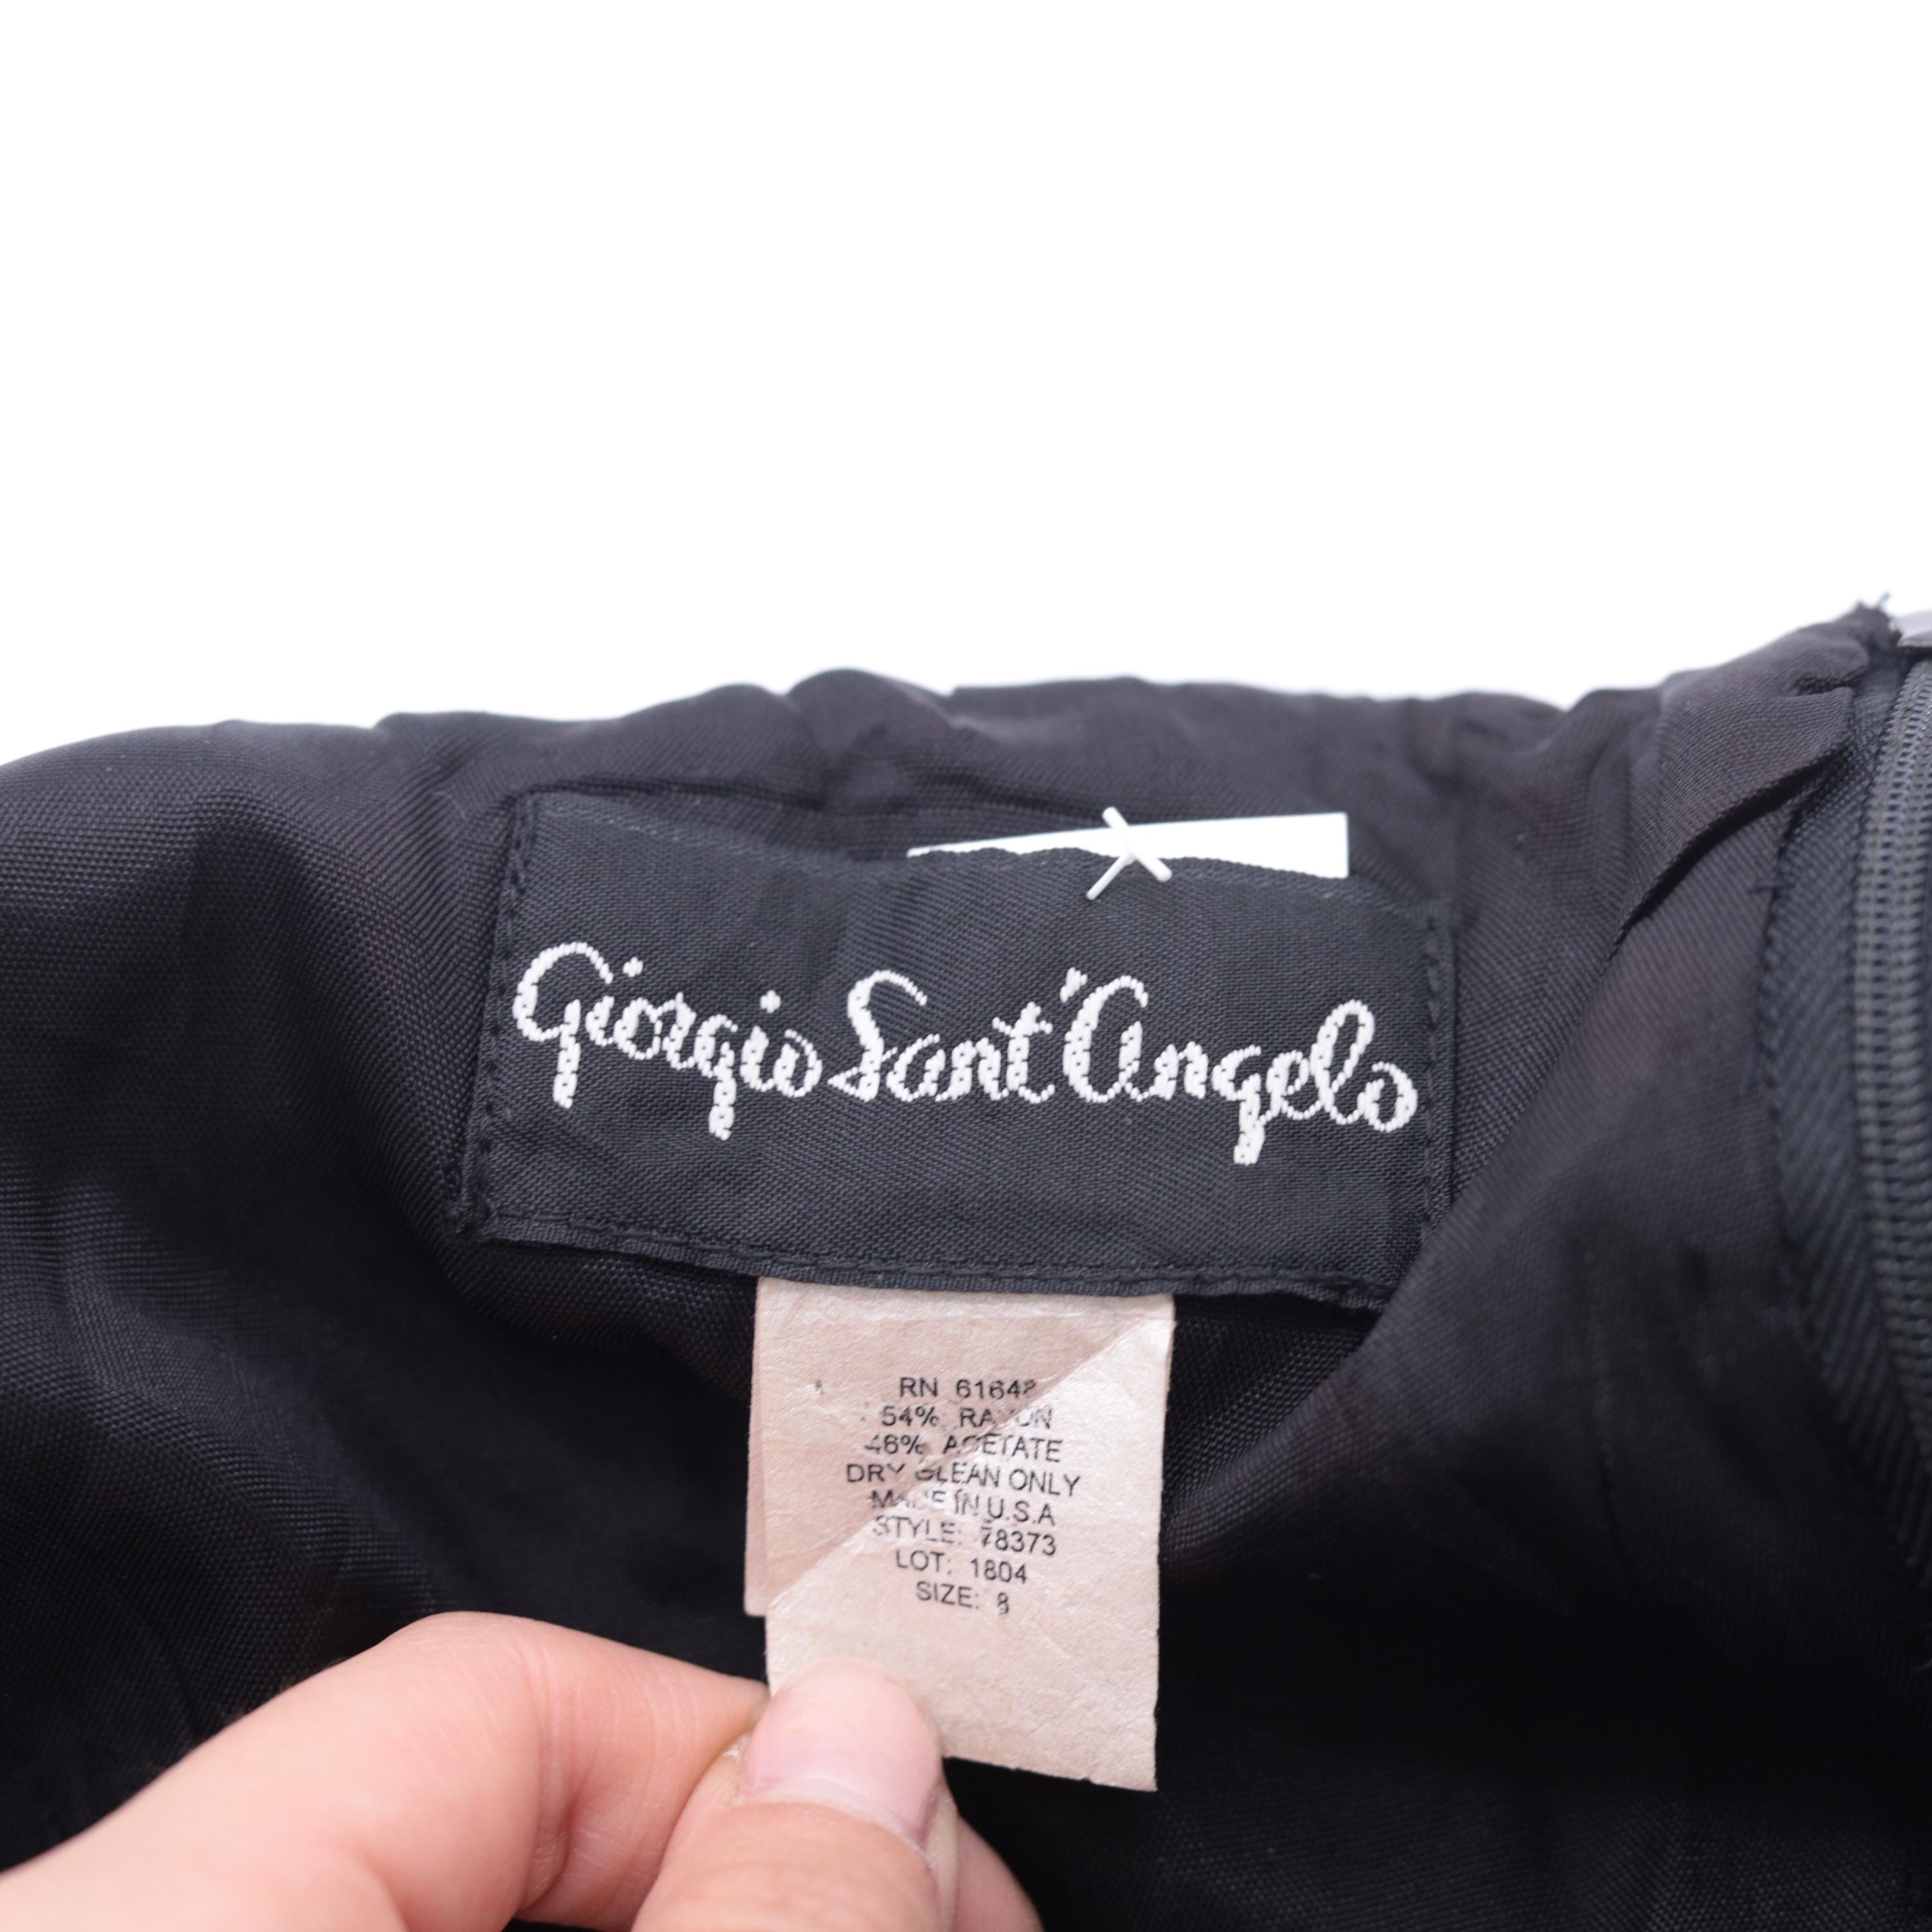 Giorgio Sant'Angelo
RN 61648
54% RAYON
46% ACETATE
DRY CLEAN ONLY
MADE IN U.S.A
STYLE: 78373
LOT: 1804
SIZE: 8